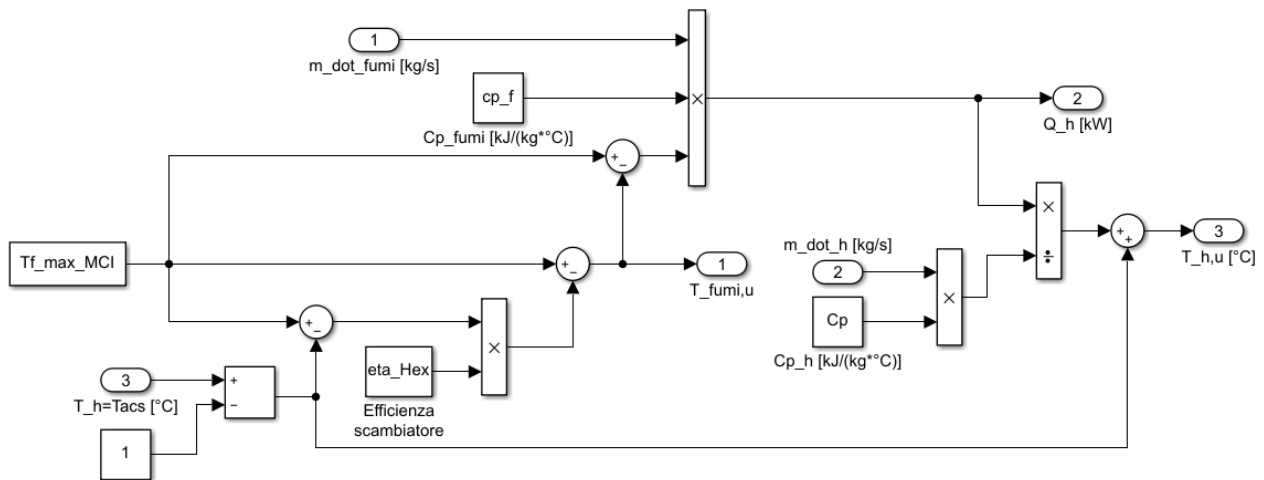 1
m_dot_fumi [kg/s]
cp_f
Cp_fumi [kJ/(kg*°C)]
×
2
Q_h [kW]
+
−
Tf_max_MCI
+
−
1
T_fumi,u
m_dot_h [kg/s]
2
×
÷
+
+
3
T_h,u [°C]
Cp
×
Cp_h [kJ/(kg*°C)]
+
−
eta_Hex
×
Efficienza
scambiatore
3
T_h=Tacs [°C]
+
−
1